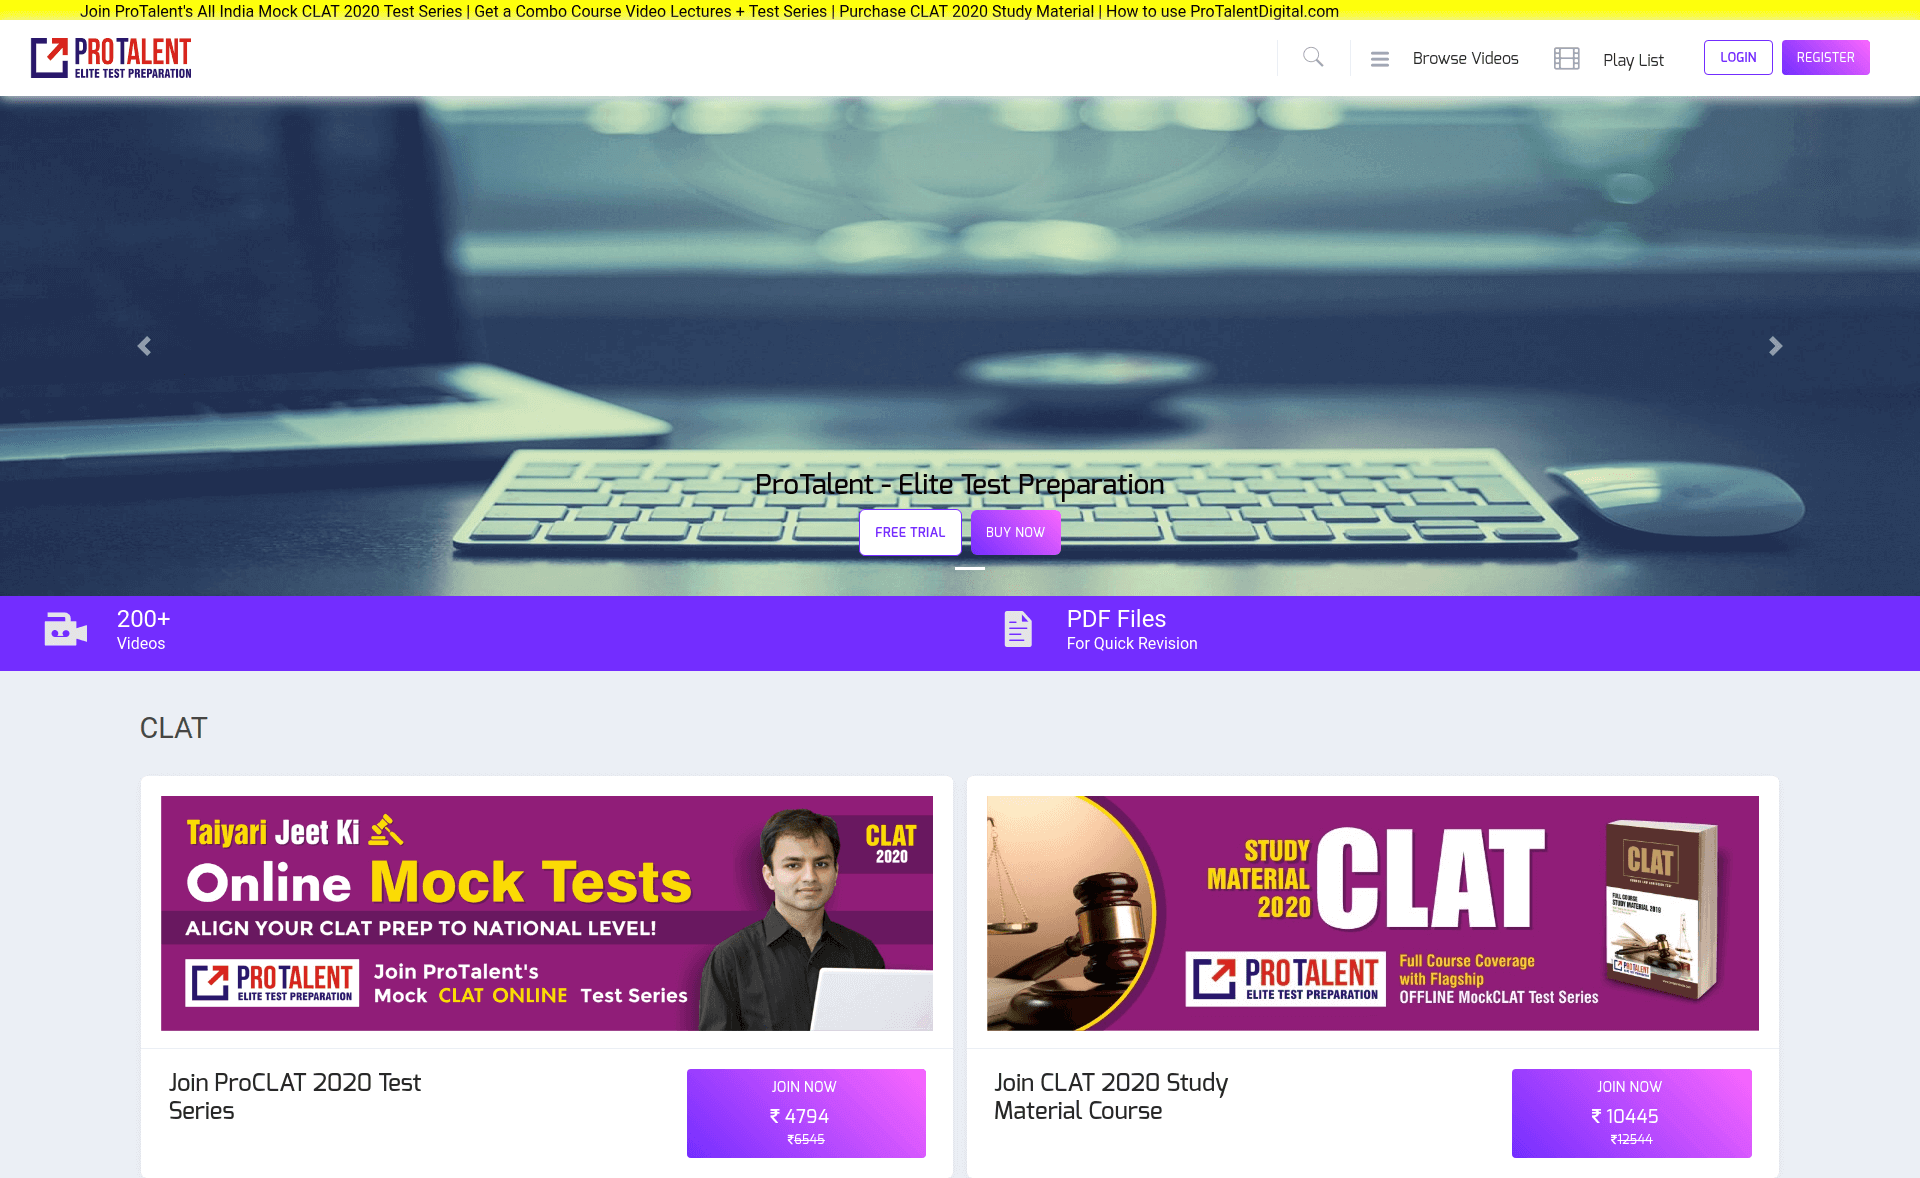 Join ProTalent's All India Mock CLAT 2020 Test Series | Get a Combo Course Video Lectures + Test Series | Purchase CLAT 2020 Study Material | How to use ProTalentDigital.com
PROTALENT
ELITE TEST PREPARATION
Browse Videos
Play List
LOGIN
REGISTER
ProTalent - Elite Test Preparation
FREE TRIAL
BUY NOW
200+
Videos
PDF Files
For Quick Revision
CLAT
Taiyari Jeet Ki
CLAT
2020
Online Mock Tests
ALIGN YOUR CLAT PREP TO NATIONAL LEVEL!
PROTALENT
ELITE TEST PREPARATION
Join ProTalent's
Mock CLAT ONLINE Test Series
STUDY
MATERIAL
2020
CLAT
PROTALENT
ELITE TEST PREPARATION
Full Course Coverage
with Flagship
OFFLINE MockCLAT Test Series
CLAT
FULL COURSE
STUDY MATERIAL 2019
PROTALENT
Join ProCLAT 2020 Test
Series
JOIN NOW
₹ 4794
₹6545
Join CLAT 2020 Study
Material Course
JOIN NOW
₹ 10445
₹12544